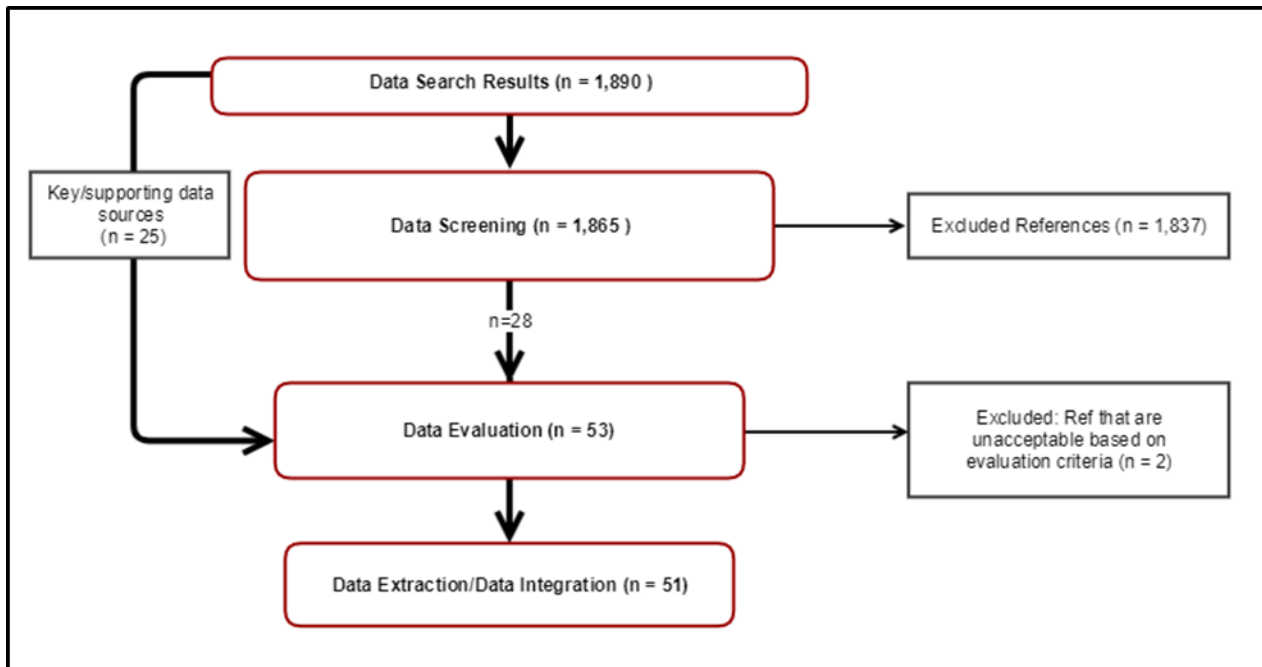 Data Search Results (n = 1,890 )
Key/supporting data
sources
(n = 25)
Data Screening (n = 1,865 )
Excluded References (n = 1,837)
n=28
Data Evaluation (n = 53)
Excluded: Ref that are
unacceptable based on
evaluation criteria (n = 2)
Data Extraction/Data Integration (n = 51)